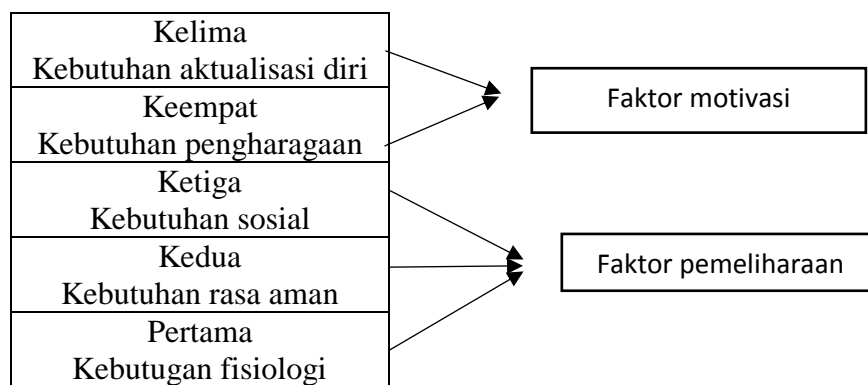 Kelima
Kebutuhan aktualisasi diri
Keempat
Kebutuhan pengharagaan
Ketiga
Kebutuhan sosial
Kedua
Kebutuhan rasa aman
Pertama
Kebutugan fisiologi
Faktor motivasi
Faktor pemeliharaan